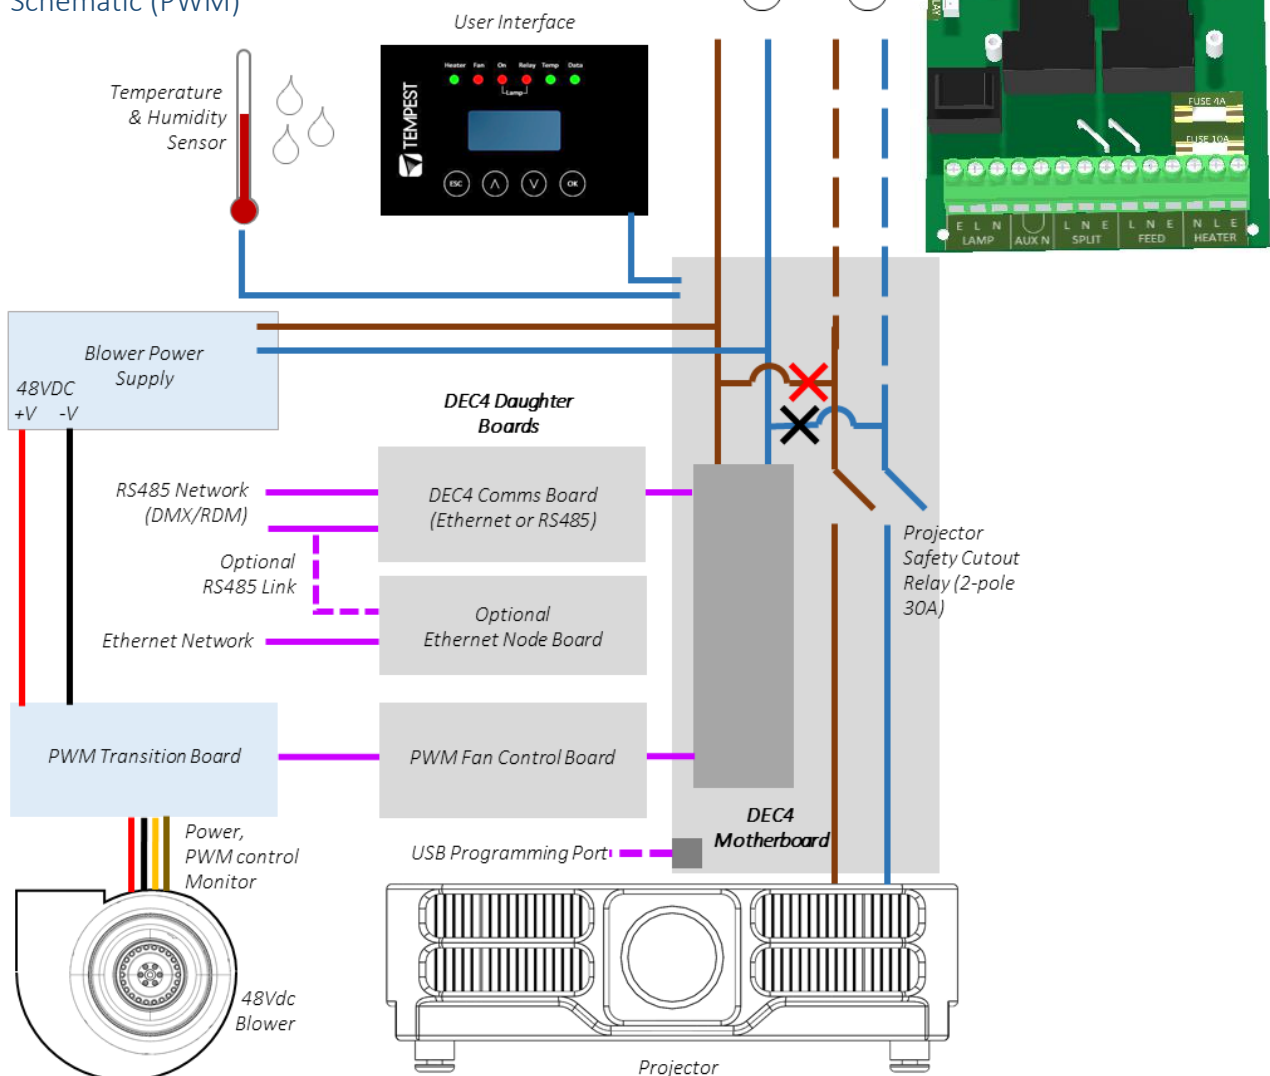 Schematic (PWM)
User Interface
Temperature
& Humidity
Sensor
Heater Fan On Relay Temp Data
Lamp
TEMPEST
ESC
OK
FUSE 4A
FUSE 10A
E L N
L N E
L N E
N L E
LAMP
AUX N
SPLIT
FEED
HEATER
Blower Power
Supply
48VDC
+V -V
DEC4 Daughter
Boards
RS485 Network
(DMX/RDM)
DEC4 Comms Board
(Ethernet or RS485)
Optional
RS485 Link
Projector
Safety Cutout
Relay (2-pole
30A)
Optional
Ethernet Node Board
Ethernet Network
PWM Transition Board
PWM Fan Control Board
DEC4
Motherboard
Power,
PWM control
Monitor
USB Programming Port
48Vdc
Blower
Projector